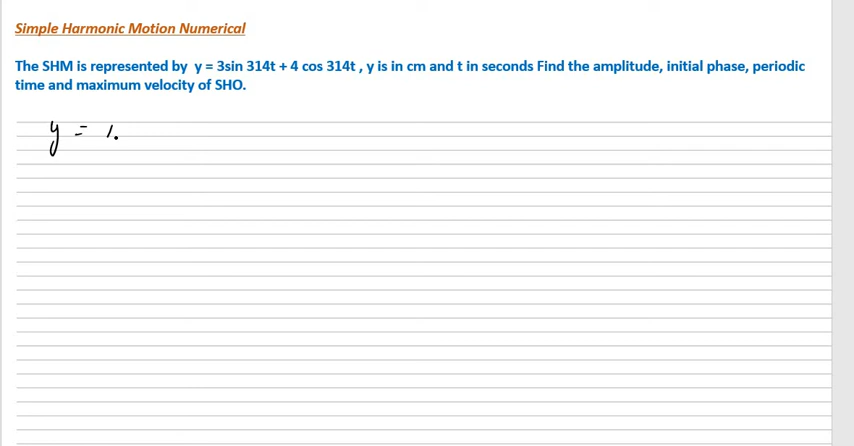 Simple Harmonic Motion Numerical
The SHM is represented by y = 3sin 314t + 4 cos 314t , y is in cm and t in seconds Find the amplitude, initial phase, periodic
time and maximum velocity of SHO.
y =